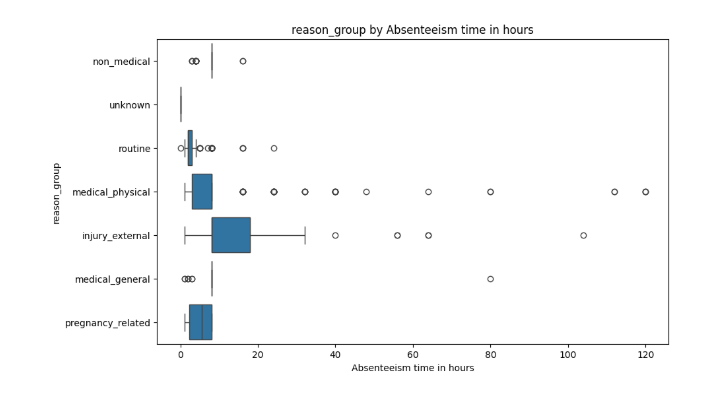 reason_group by Absenteeism time in hours
reason_group
non_medical
unknown
routine
medical_physical
injury_external
medical_general
pregnancy_related
0 20 40 60 80 100 120
Absenteeism time in hours